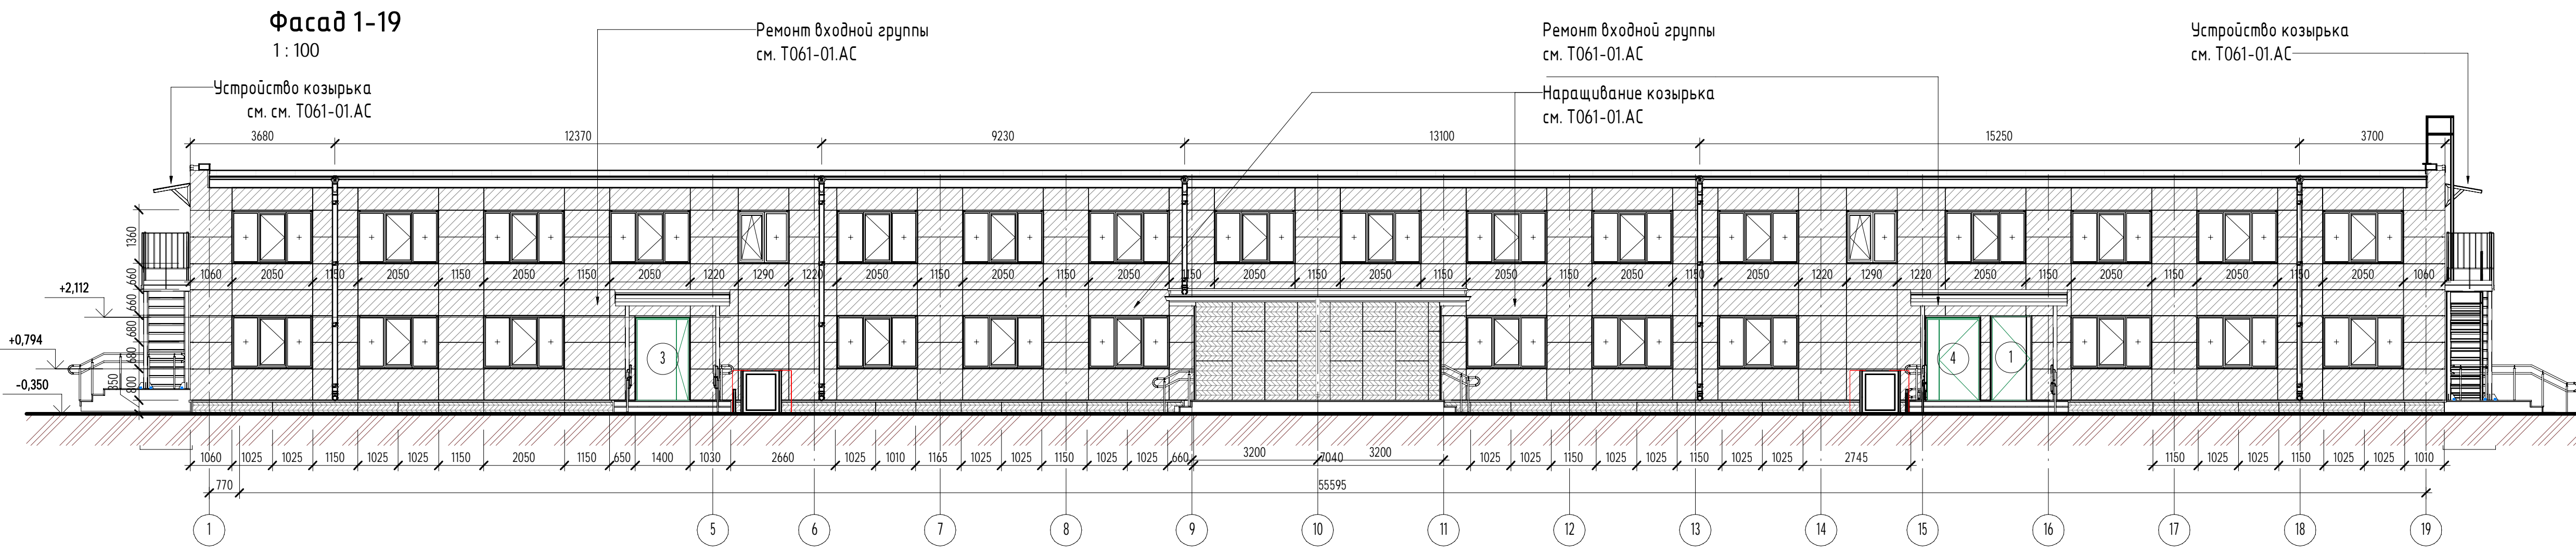 Фасад 1-19
1 : 100
Ремонт входной группы
см. Т061-01.АС
Ремонт входной группы
см. Т061-01.АС
Устройство козырька
см. Т061-01.АС
Устройство козырька
см. см. Т061-01.АС
Наращивание козырька
см. Т061-01.АС
3680 12370 9230 13100 15250 3700
1360
660
660
680
680
800
350
1060 2050 1150 2050 1150 2050 1150 2050 1220 1290 1220 2050 1150 2050 1150 2050 1150 2050 1150 2050 1150 2050 1150 2050 1150 2050 1220 1290 1220 2050 1150 2050 1150 2050 1150 2050 1060
+2,112
+0,794
-0,350
3 4 1
1060 1025 1025 1150 1025 1025 1150 2050 1150 650 1400 1030 2660 1025 1010 1165 1025 1025 1150 1025 1025 660 3200 7040 3200 1025 1025 1150 1025 1025 1150 1025 1025 2745 1150 1025 1025 1150 1025 1025 1010
770 55595
1 5 6 7 8 9 10 11 12 13 14 15 16 17 18 19